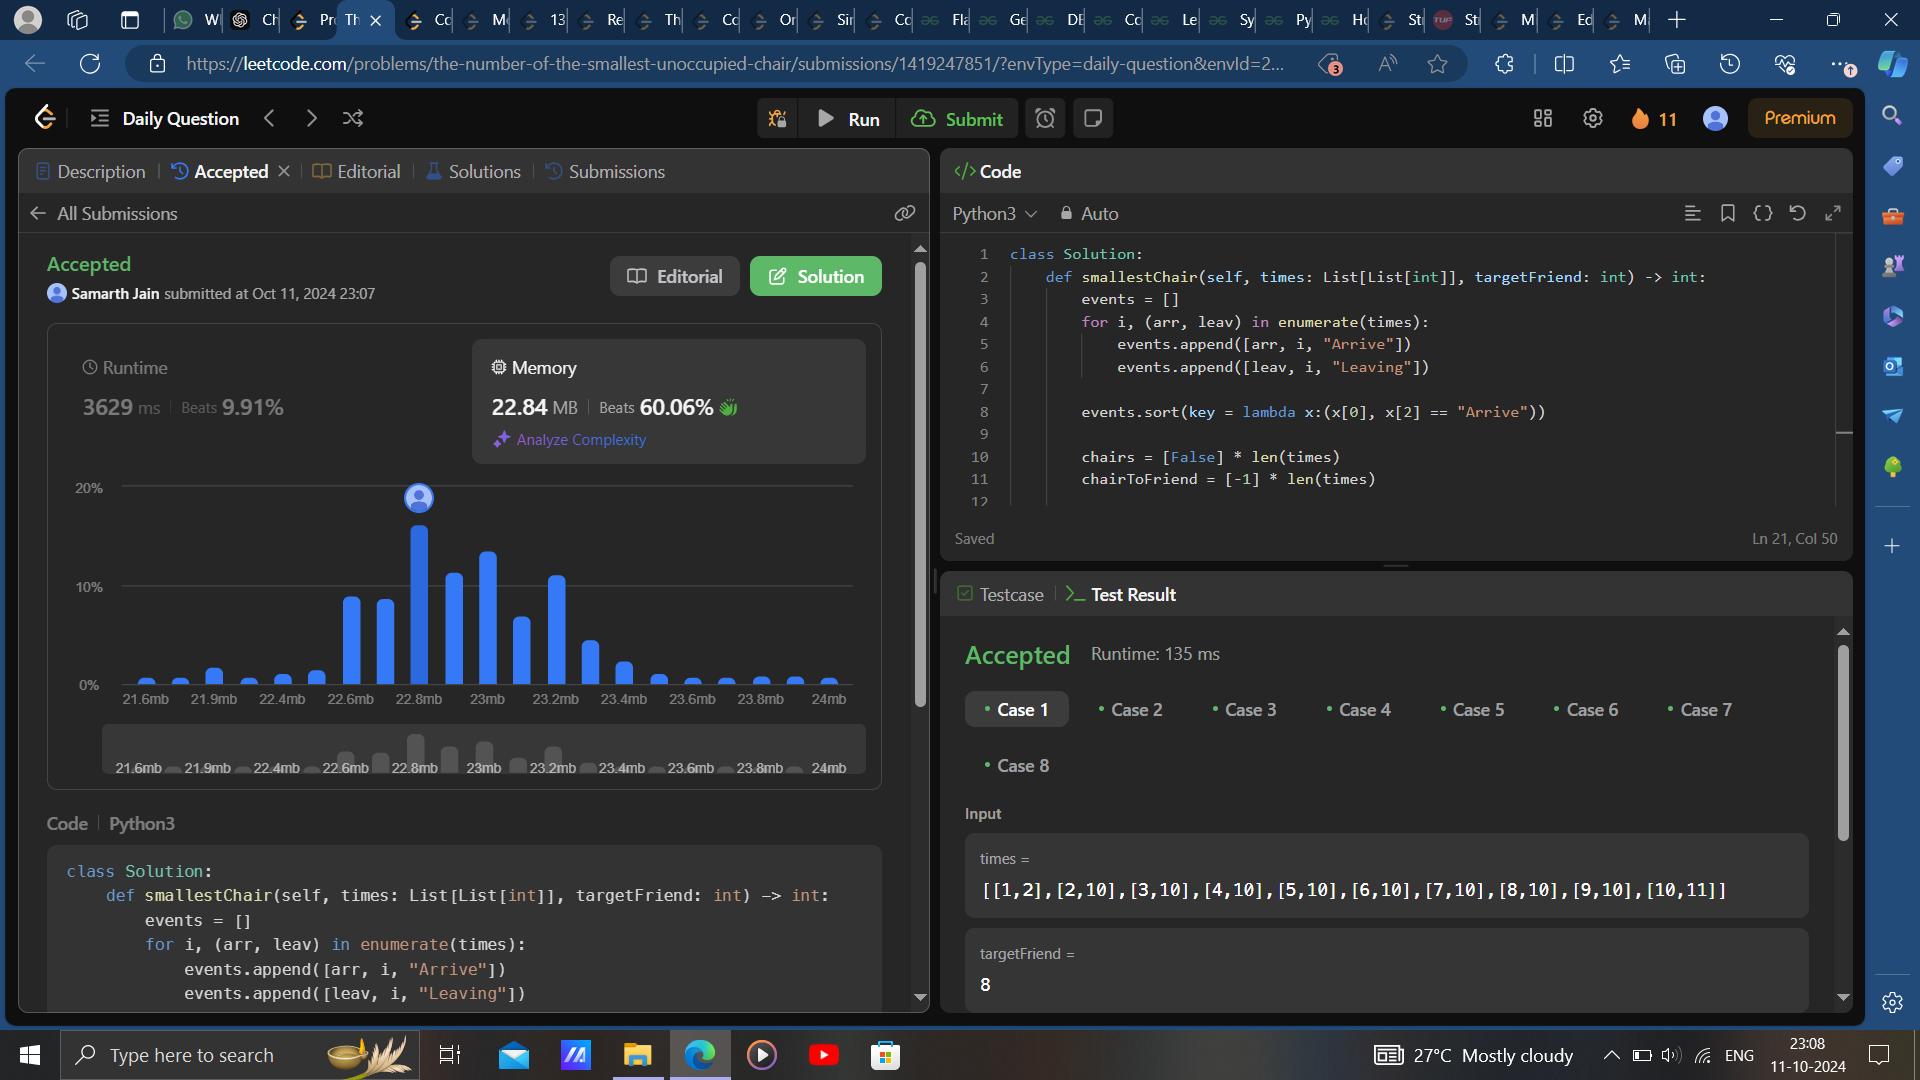 Wl
Ch
Pr
Th
Co
M
13
Re
Th
Co
Or
Sir
Co
Fla
Ge
DE
Co
Le
Sy
Py
Ho
Str
Str
M
Ed
M
https://leetcode.com/problems/the-number-of-the-smallest-unoccupied-chair/submissions/1419247851/?envType=daily-question&envId=2...
3
Daily Question
Run
Submit
11
Premium
Description
Accepted
Editorial
Solutions
Submissions
All Submissions
Accepted
Samarth Jain submitted at Oct 11, 2024 23:07
Editorial
Solution
Runtime
3629 ms
Beats 9.91%
Memory
22.84 MB
Beats 60.06%
Analyze Complexity
20%
10%
0%
21.6mb 21.9mb 22.4mb 22.6mb 22.8mb 23mb 23.2mb 23.4mb 23.6mb 23.8mb 24mb
21.6mb 21.9mb 22.4mb 22.6mb 22.8mb 23mb 23.2mb 23.4mb 23.6mb 23.8mb 24mb
Code | Python3
class Solution:
def smallestChair(self, times: List[List[int]], targetFriend: int) -> int:
events = []
for i, (arr, leav) in enumerate(times):
events.append([arr, i, "Arrive"])
events.append([leav, i, "Leaving"])
Code
Python3
Auto
1 class Solution:
2 def smallestChair(self, times: List[List[int]], targetFriend: int) -> int:
3 events = []
4 for i, (arr, leav) in enumerate(times):
5 events.append([arr, i, "Arrive"])
6 events.append([leav, i, "Leaving"])
7
8 events.sort(key = lambda x:(x[0], x[2] == "Arrive"))
9
10 chairs = [False] * len(times)
11 chairToFriend = [-1] * len(times)
12
Saved
Ln 21, Col 50
Testcase
Test Result
Accepted
Runtime: 135 ms
Case 1
Case 2
Case 3
Case 4
Case 5
Case 6
Case 7
Case 8
Input
times =
[[1,2],[2,10],[3,10],[4,10],[5,10],[6,10],[7,10],[8,10],[9,10],[10,11]]
targetFriend =
8
Type here to search
27°C Mostly cloudy
ENG
23:08
11-10-2024